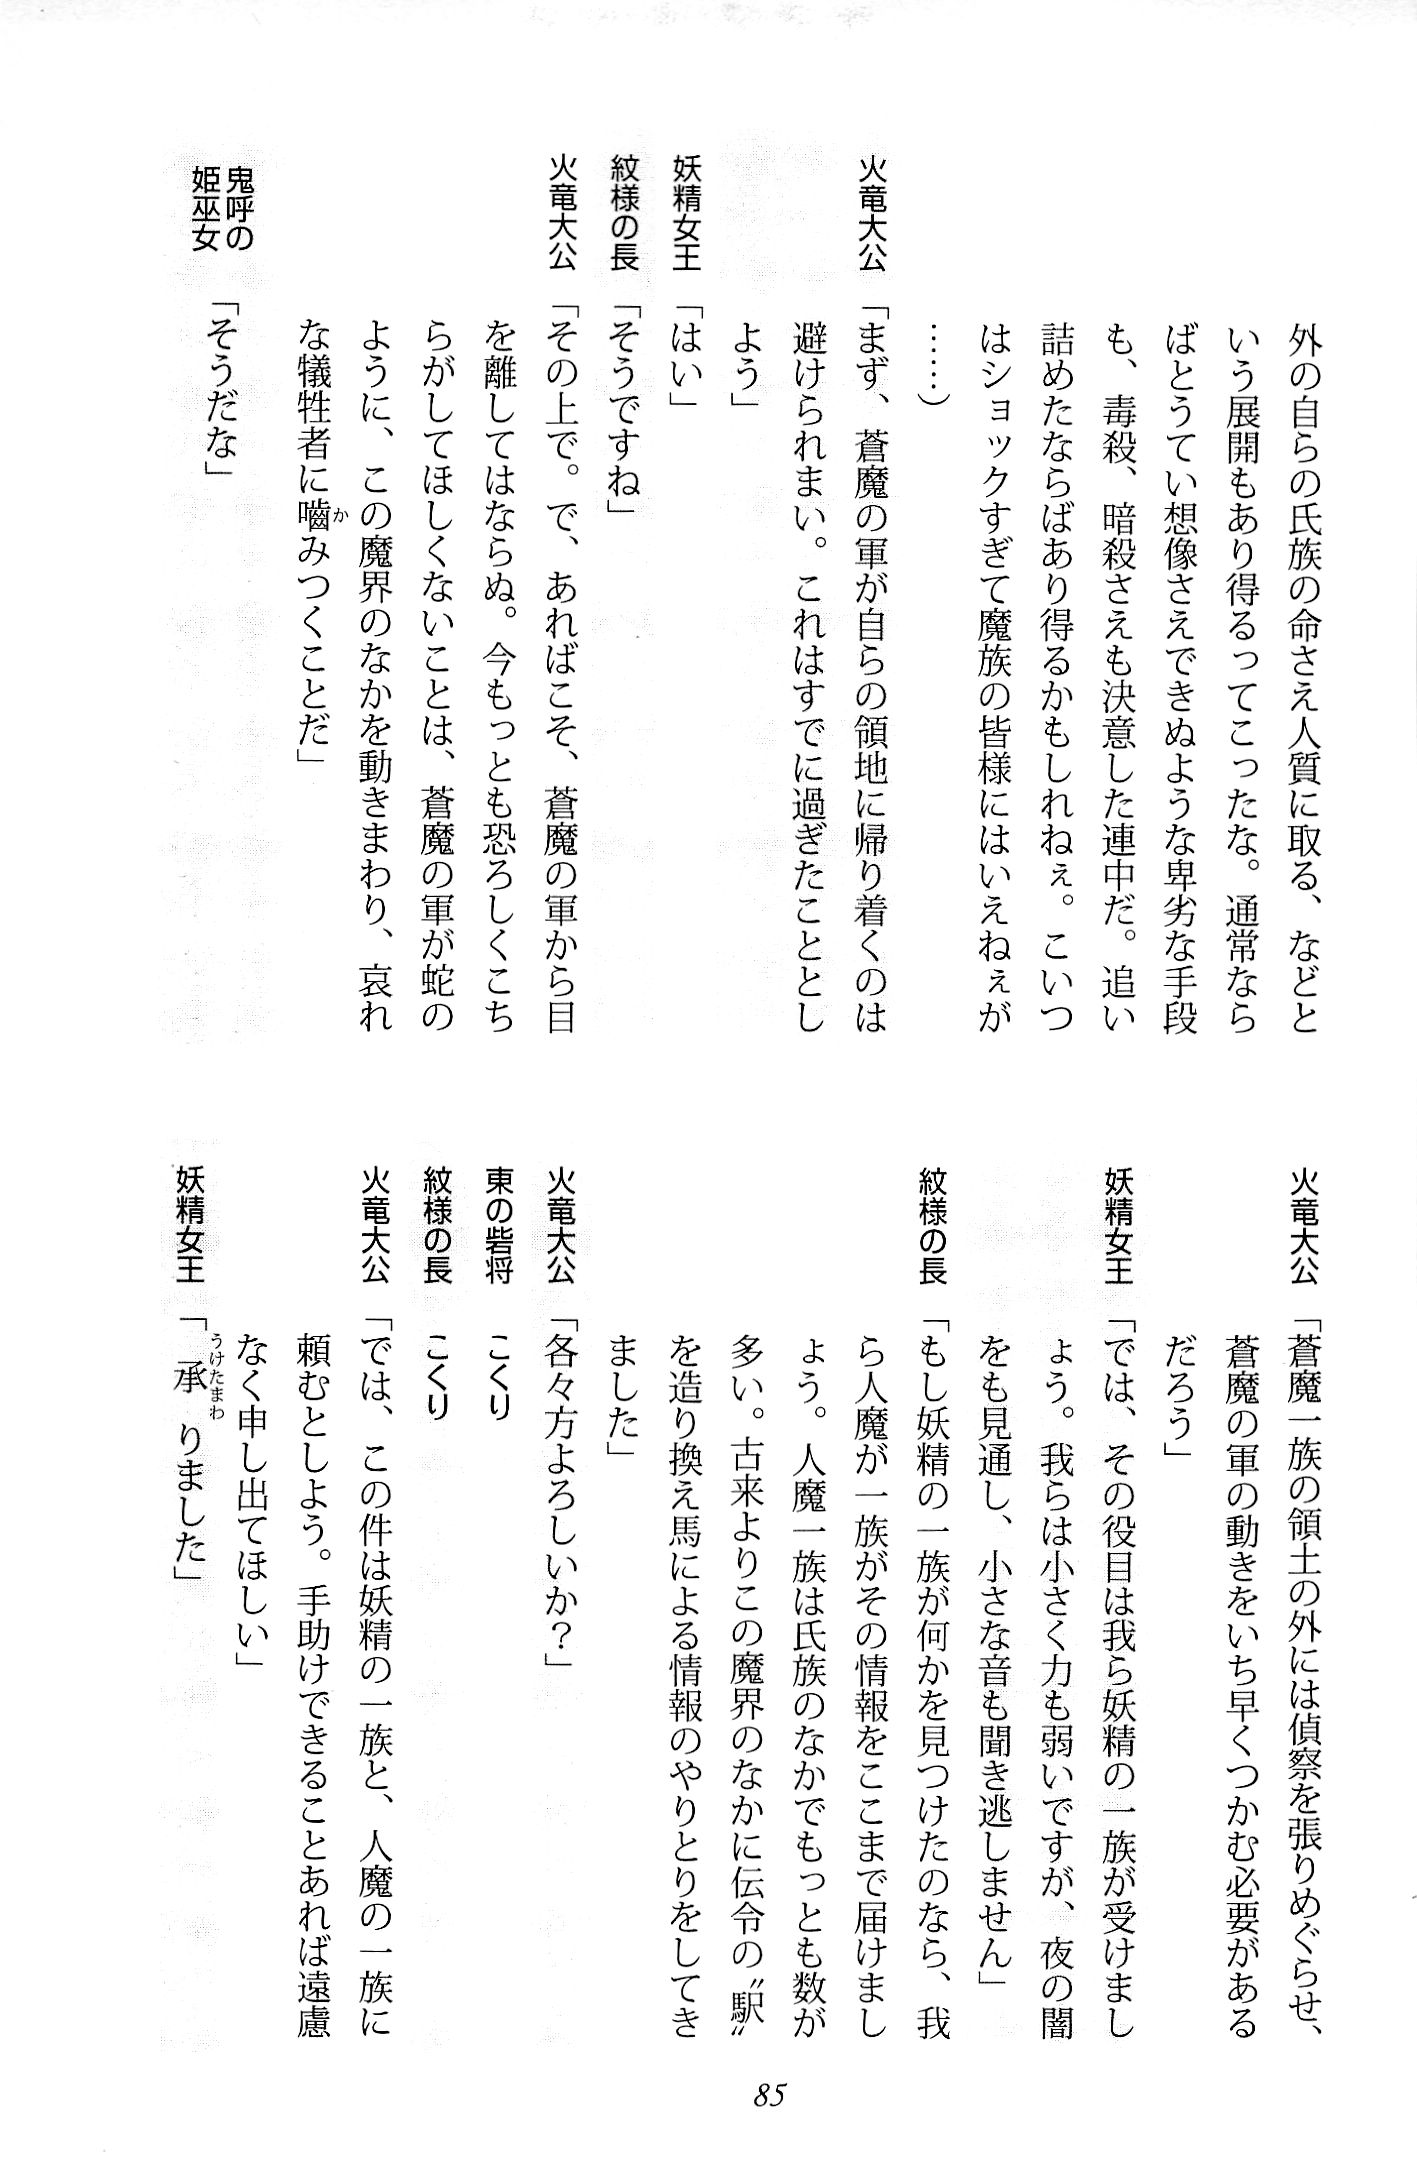 外の自らの氏族の命さえ人質に取る、などと
いう展開もあり得るってこったな。通常なら
ばとうてい想像さえできぬような卑劣な手段
も、毒殺、暗殺さえも決意した連中だ。追い
詰めたならばあり得るかもしれねぇ。こいつ
はショックすぎて魔族の皆様にはいえねぇが
……）
火竜大公「まず、蒼魔の軍が自らの領地に帰り着くのは
避けられまい。これはすでに過ぎたこととし
よう」
妖精女王「はい」
紋様の長「そうですね」
火竜大公「その上で。で、あればこそ、蒼魔の軍から目
を離してはならぬ。今もっとも恐ろしくこち
らがしてほしくないことは、蒼魔の軍が蛇の
ように、この魔界のなかを動きまわり、哀れ
な犠牲者に嚙みつくことだ」
か
鬼呼の
姫巫女「そうだな」
火竜大公「蒼魔一族の領土の外には偵察を張りめぐらせ、
蒼魔の軍の動きをいち早くつかむ必要がある
だろう」
妖精女王「では、その役目は我ら妖精の一族が受けまし
ょう。我らは小さく力も弱いですが、夜の闇
をも見通し、小さな音も聞き逃しません」
紋様の長「もし妖精の一族が何かを見つけたのなら、我
ら人魔が一族がその情報をここまで届けまし
ょう。人魔一族は氏族のなかでもっとも数が
多い。古来よりこの魔界のなかに伝令の〝駅〟
を造り換え馬による情報のやりとりをしてき
ました」
火竜大公「各々方よろしいか？」
東の砦将　こくり
紋様の長　こくり
火竜大公「では、この件は妖精の一族と、人魔の一族に
頼むとしよう。手助けできることあれば遠慮
なく申し出てほしい」
うけたまわ
妖精女王「承りました」
85